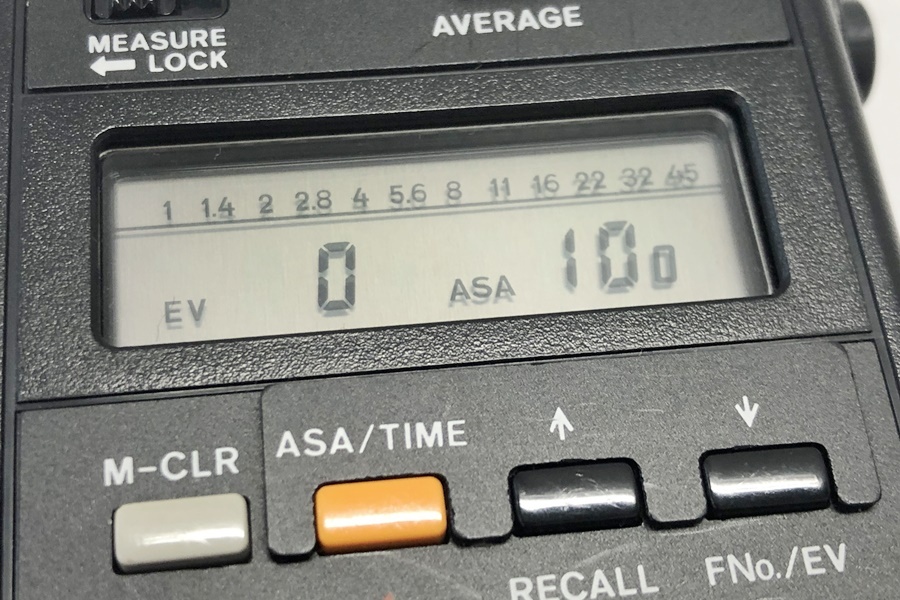 MEASURE
← LOCK
AVERAGE
1 1.4 2 2.8 4 5.6 8 11 16 22 32 45
EV 0 ASA 100
M-CLR
ASA/TIME
↑
↓
RECALL
FNo./EV